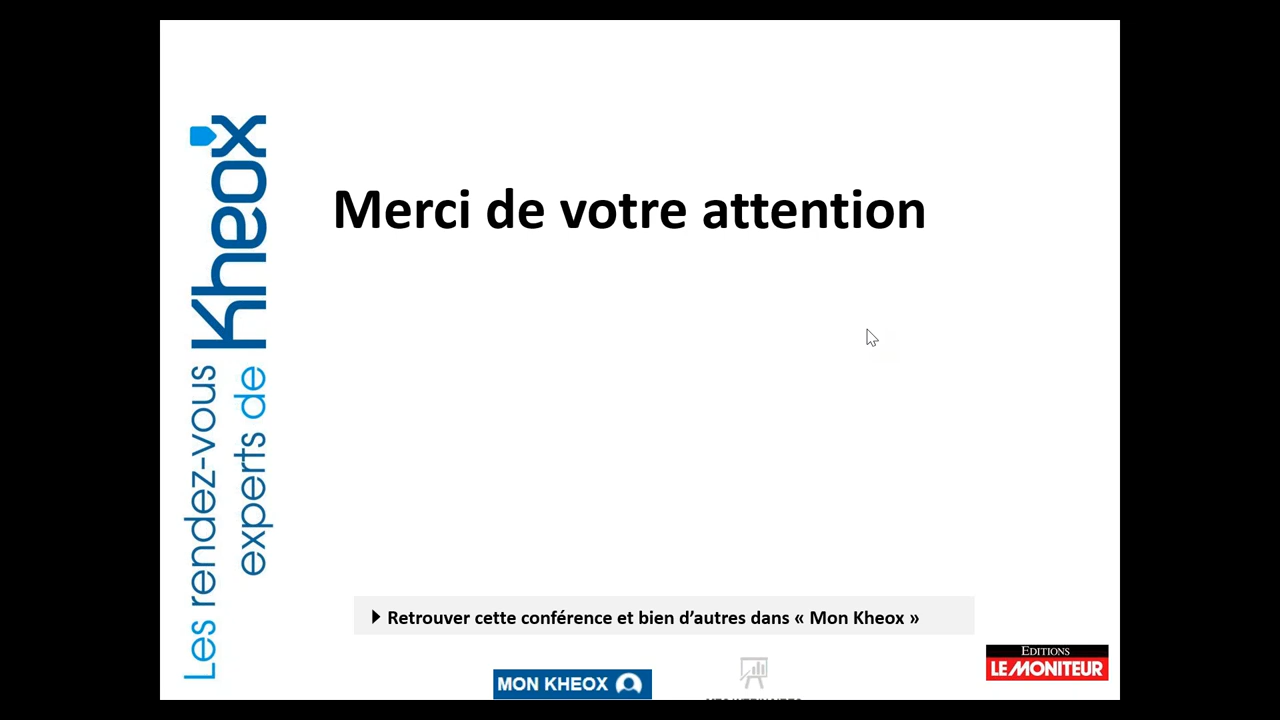 Les rendez-vous
experts de Kheox
Merci de votre attention
Retrouver cette conférence et bien d’autres dans « Mon Kheox »
MON KHEOX
EDITIONS
LE MONITEUR